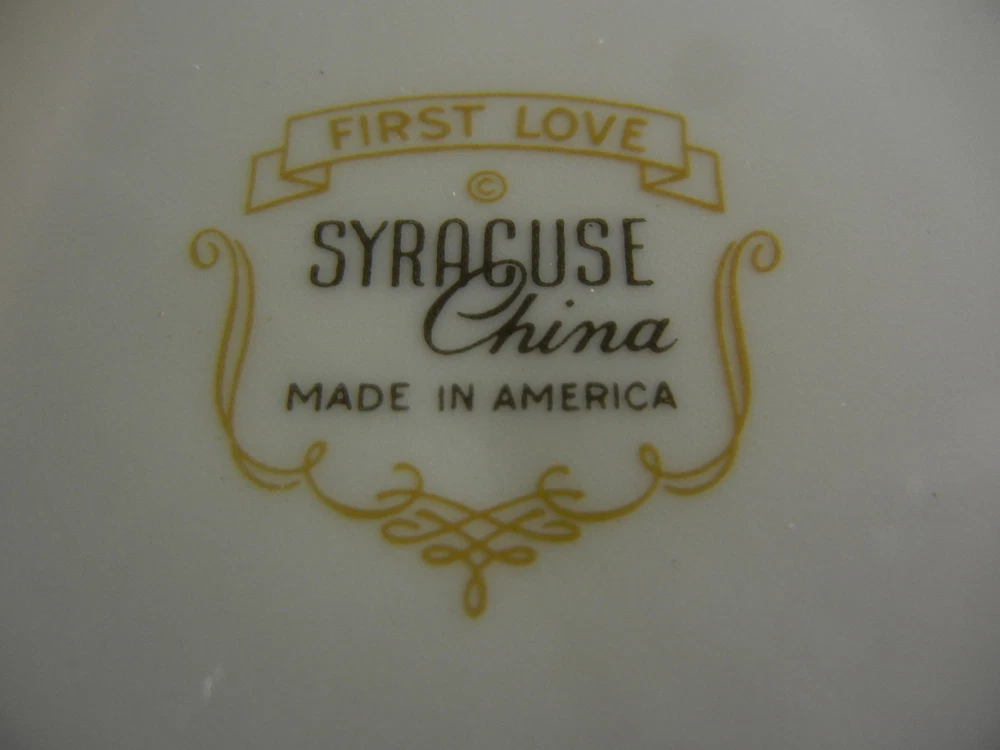 FIRST LOVE
©
SYRACUSE
China
MADE IN AMERICA